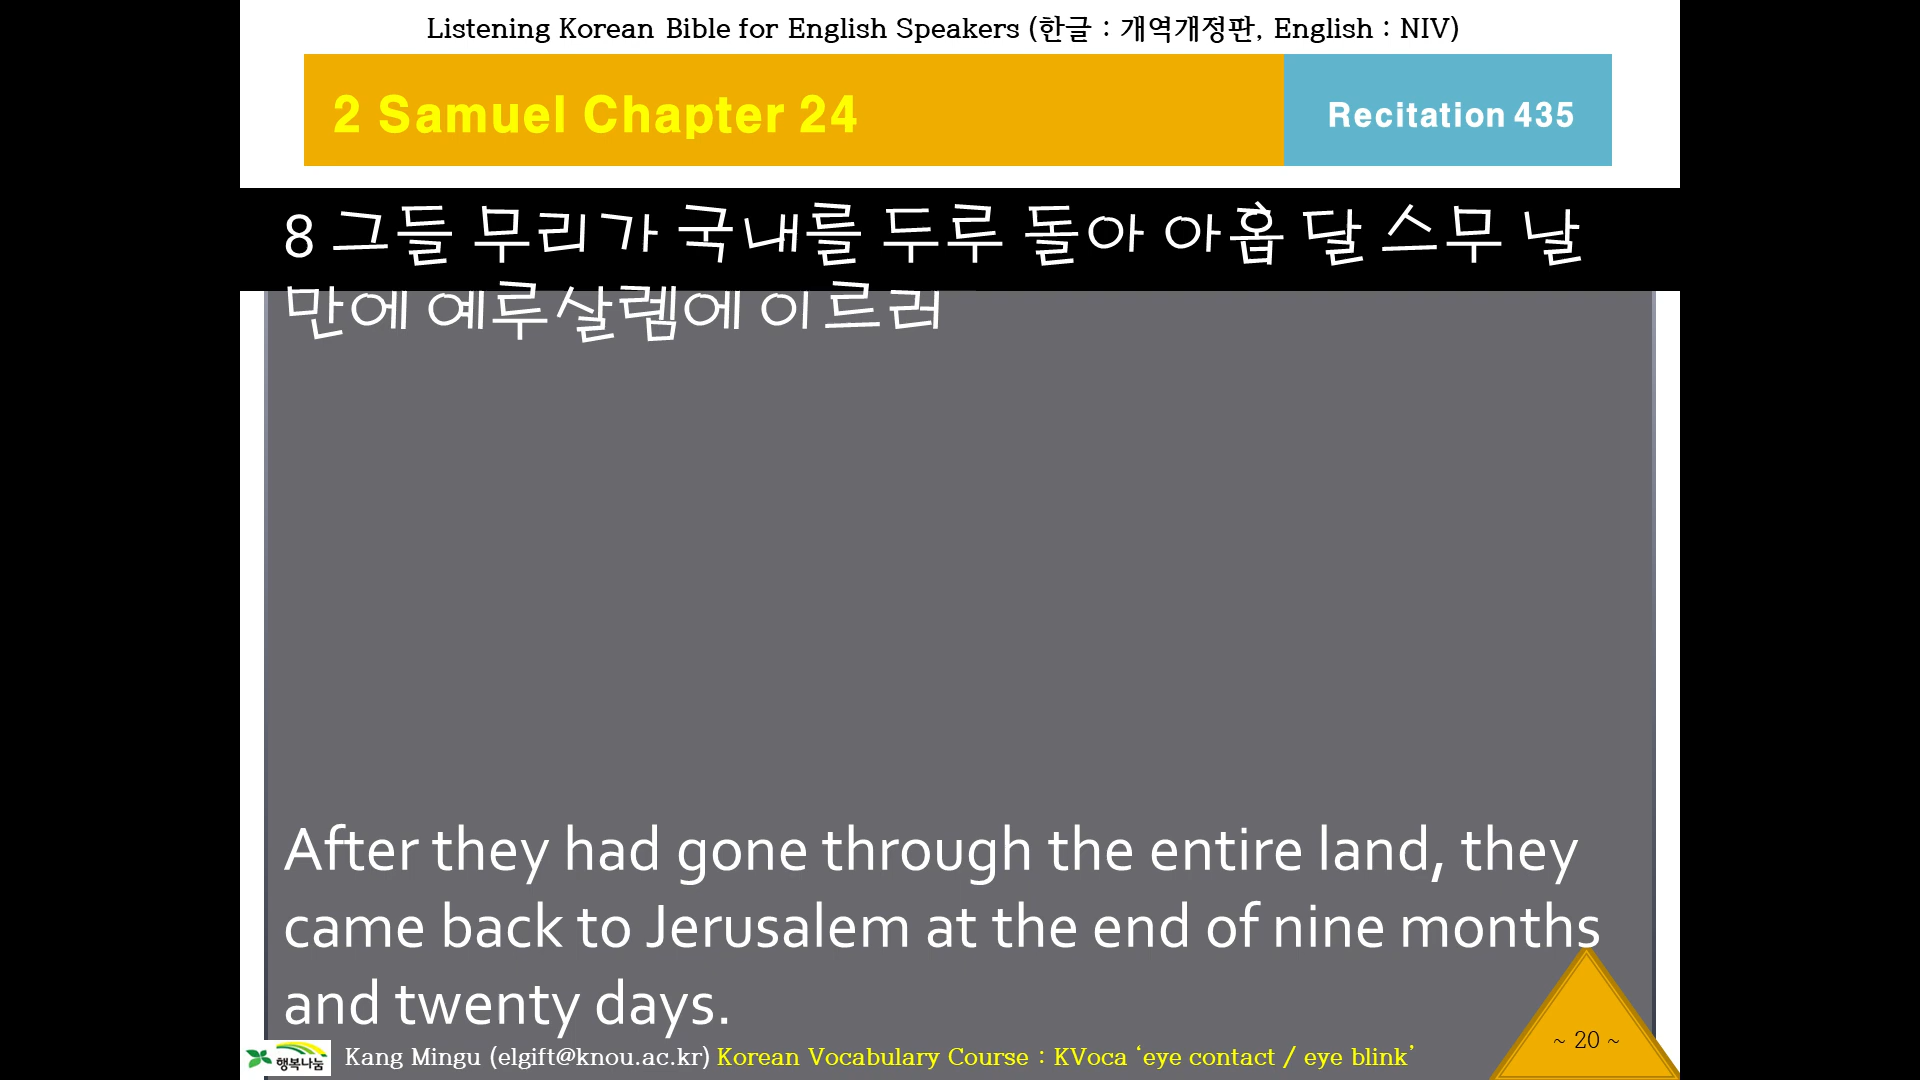 Listening Korean Bible for English Speakers (한글 : 개역개정판, English : NIV)
2 Samuel Chapter 24
Recitation 435
8 그들 무리가 국내를 두루 돌아 아홉 달 스무 날
만에 예루살렘에 이르러
After they had gone through the entire land, they
came back to Jerusalem at the end of nine months
and twenty days.
~ 20 ~
행복나눔
Kang Mingu (elgift@knou.ac.kr) Korean Vocabulary Course : KVoca ‘eye contact / eye blink’